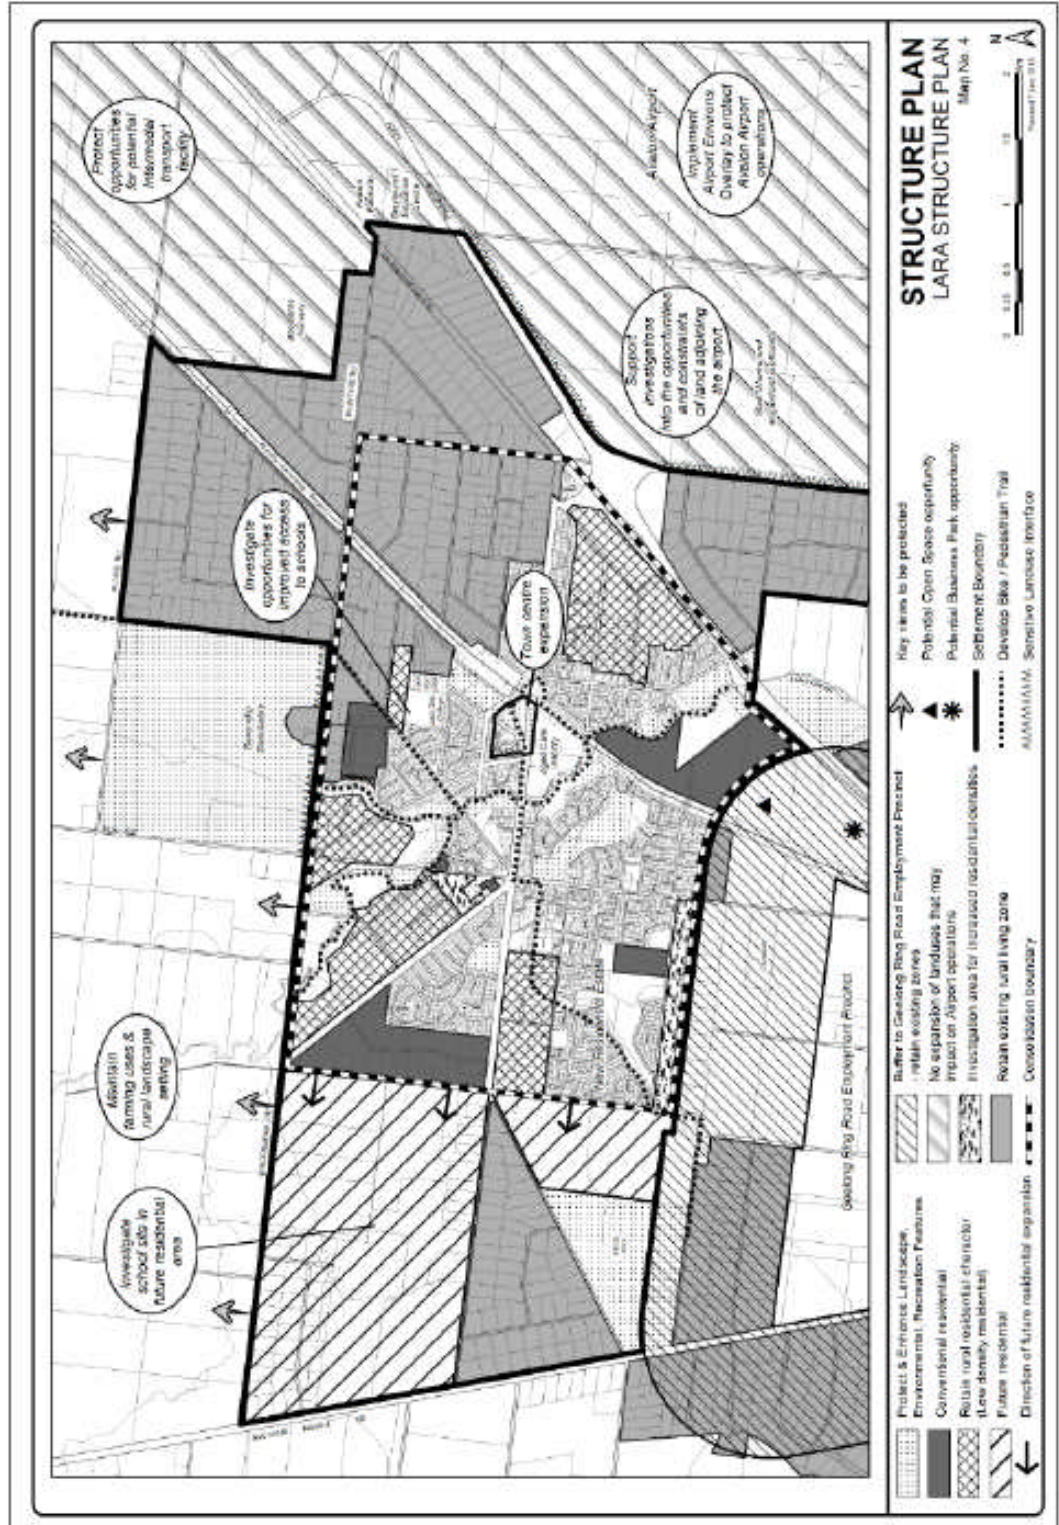 Protect
opportunities
for potential
Intermodal
transport
facility
Implement
Airport Environs
Overlay to protect
Avalon Airport
operations
Avalon Airport
Support
investigations
into the opportunities
and constraints
of land adjoining
the airport
Investigate
opportunities for
improved access
to schools
Town centre
expansion
Maintain
farming uses &
rural landscape
setting
Investigate
school site in
future residential
area
Geelong Ring Road Employment Precinct
STRUCTURE PLAN
LARA STRUCTURE PLAN
Map No. 4
N
Protect & Enhance Landscape,
Environmental, Recreation Features
Conventional residential
Retain rural residential character
(Low density residential)
Future residential
Direction of future residential expansion
Buffer to Geelong Ring Road Employment Precinct
- retain existing zones
No expansion of landuses that may
impact on Airport operations
Investigation area for increased residential densities
Retain existing rural living zone
Consolidation boundary
Key views to be protected
Potential Open Space opportunity
Potential Business Park opportunity
Settlement Boundary
Develop Bike / Pedestrian Trail
Sensitive Landuse Interface